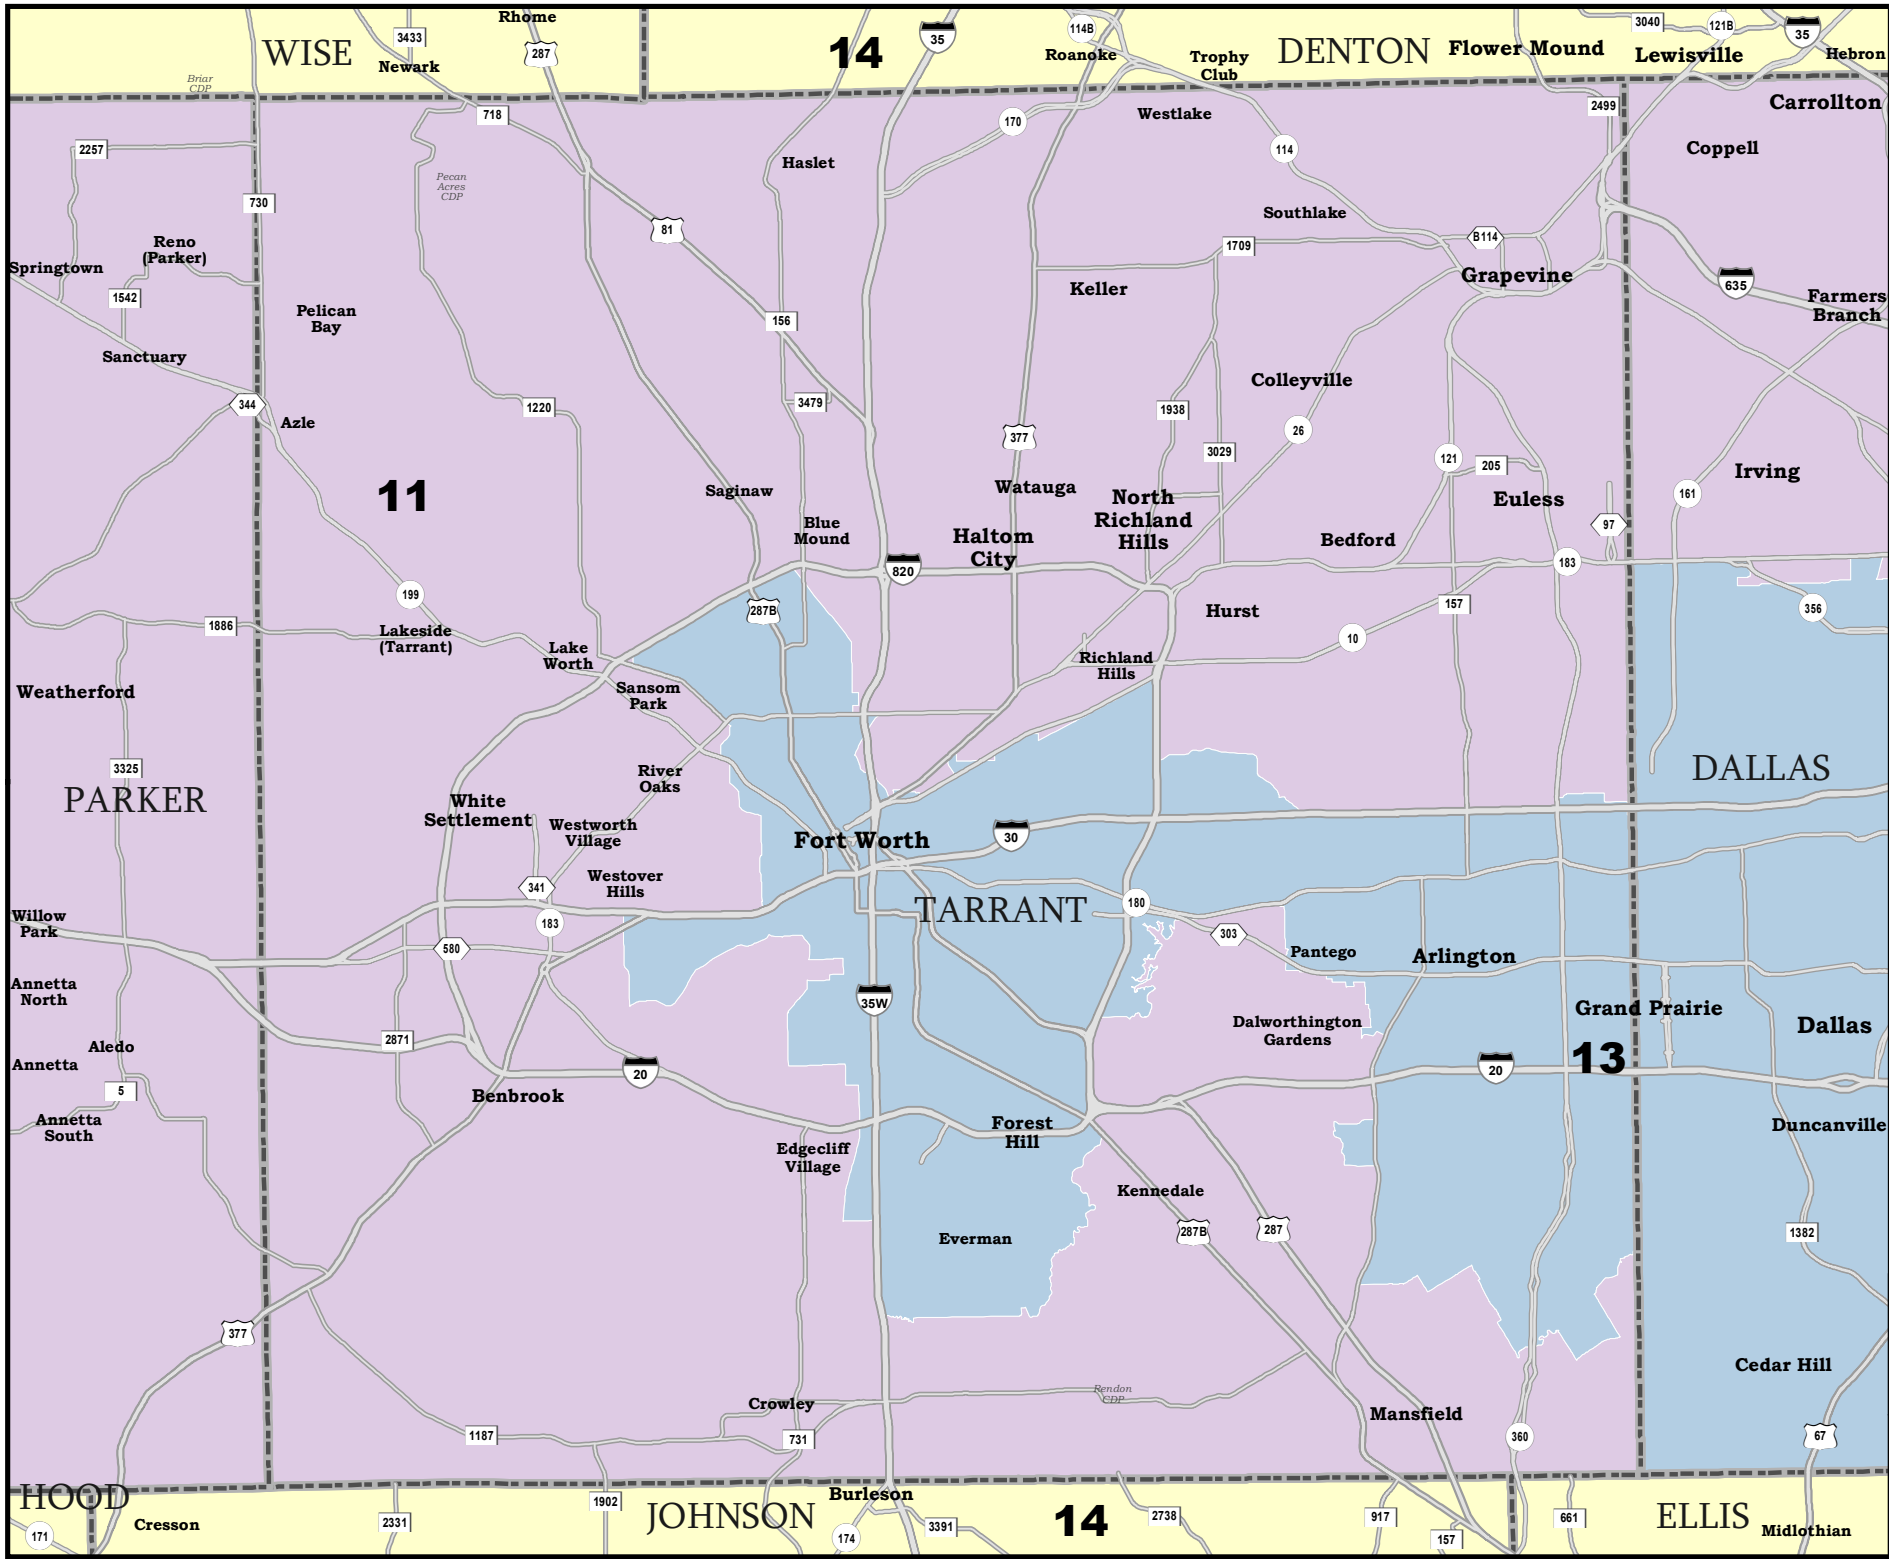 Rhome
3433
WISE
287
Newark
Briar
CDP
14
35
114B
Roanoke
Trophy
Club
DENTON
Flower Mound
3040
121B
Lewisville
35
Hebron
718
170
Westlake
2499
Carrollton
2257
Haslet
114
Coppell
Pecan
Acres
CDP
730
81
Southlake
B114
1709
Reno
(Parker)
Springtown
1542
Grapevine
635
Keller
Farmers
Branch
Pelican
Bay
156
Sanctuary
344
Azle
1220
3479
377
1938
3029
Colleyville
26
121
205
Irving
161
11
Saginaw
Watauga
North
Richland
Hills
Euless
97
Blue
Mound
Haltom
City
820
Bedford
183
199
287B
Hurst
157
356
1886
Lakeside
(Tarrant)
Lake
Worth
10
Richland
Hills
Weatherford
Sansom
Park
3325
PARKER
River
Oaks
DALLAS
White
Settlement
Westworth
Village
Fort Worth
30
341
Westover
Hills
183
TARRANT
180
303
Willow
Park
580
Pantego
Arlington
Annetta
North
35W
Grand Prairie
Dallas
Dalworthington
Gardens
2871
Aledo
Annetta
20
20
13
5
Benbrook
Annetta
South
Forest
Hill
Duncanville
Edgecliff
Village
Kennedale
287B
287
1382
Everman
377
Cedar Hill
Rendon
CDP
Crowley
Mansfield
1187
731
360
67
HOOD
1902
JOHNSON
Burleson
14
2738
917
661
ELLIS
171
Cresson
2331
174
3391
157
Midlothian